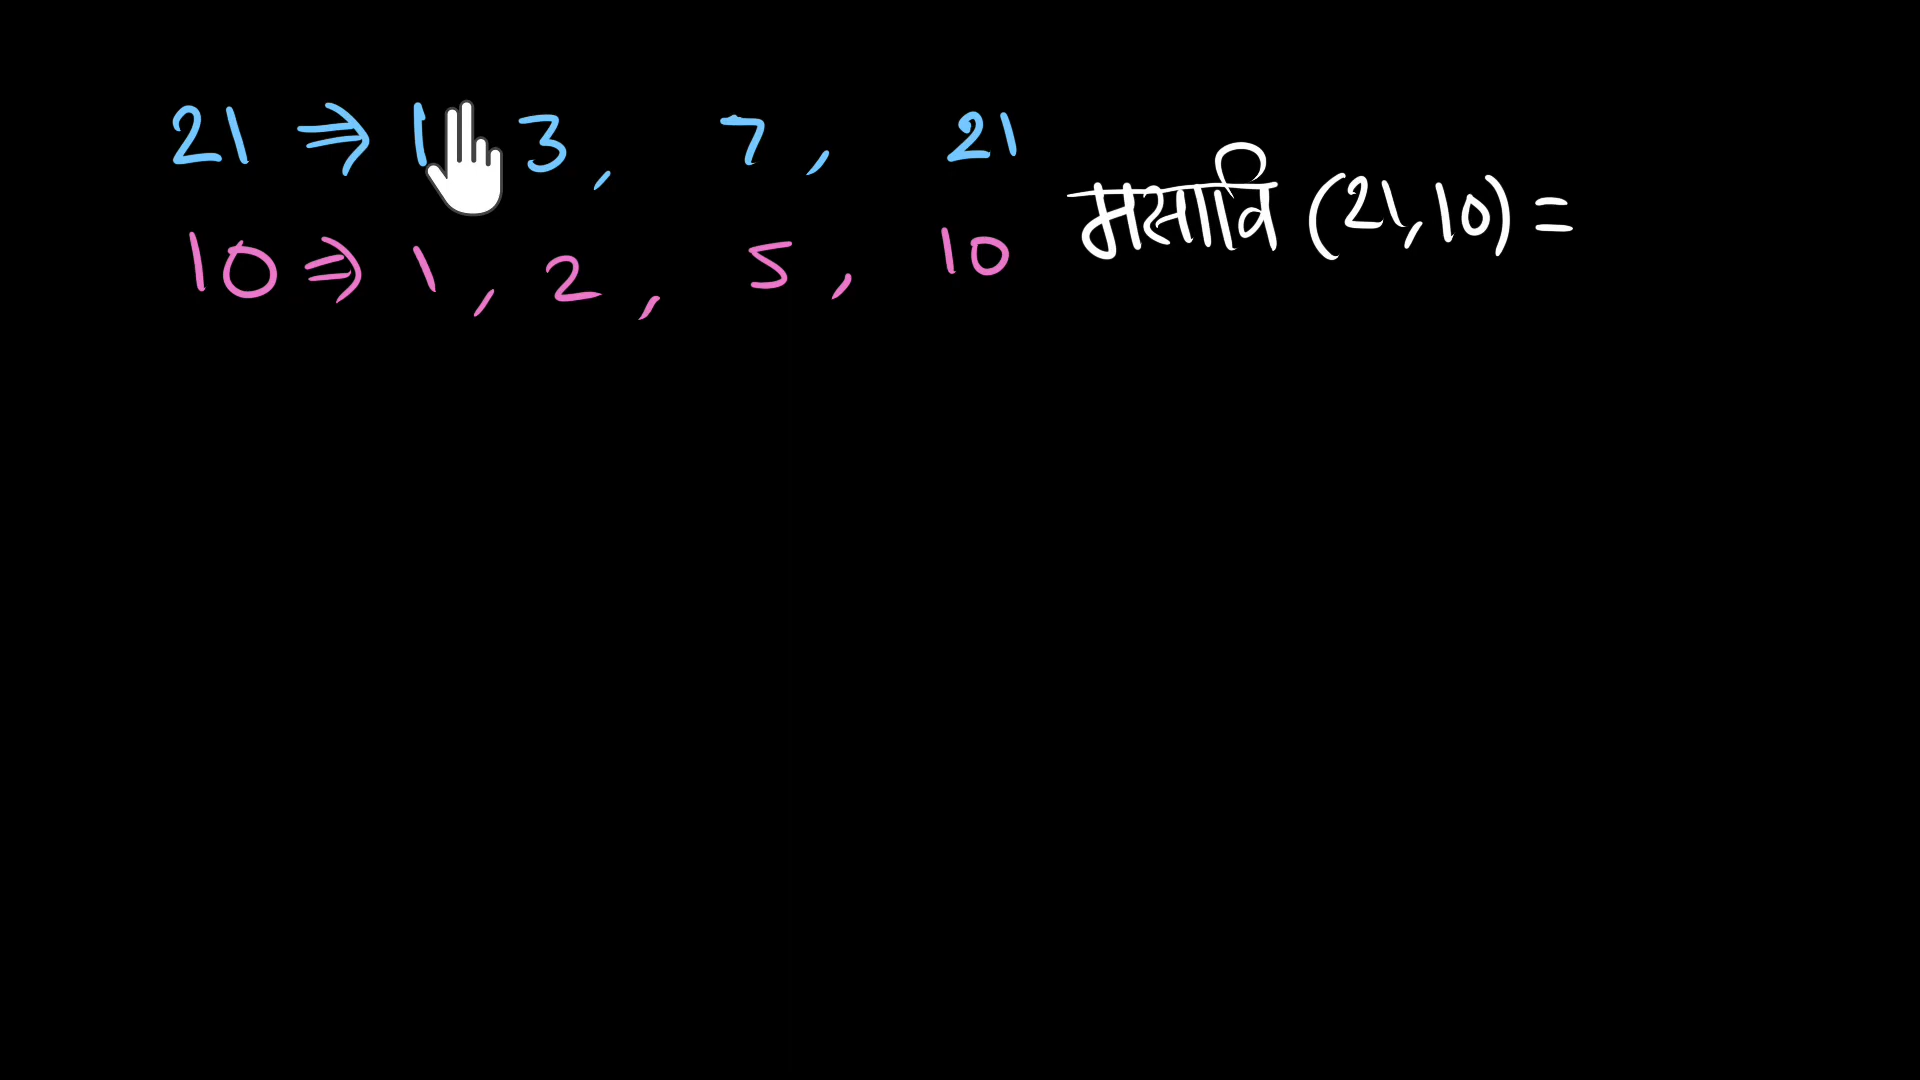 21 ⇒ 1 3, 7, 21
10 ⇒ 1, 2, 5, 10
मसावि (21, 10) =